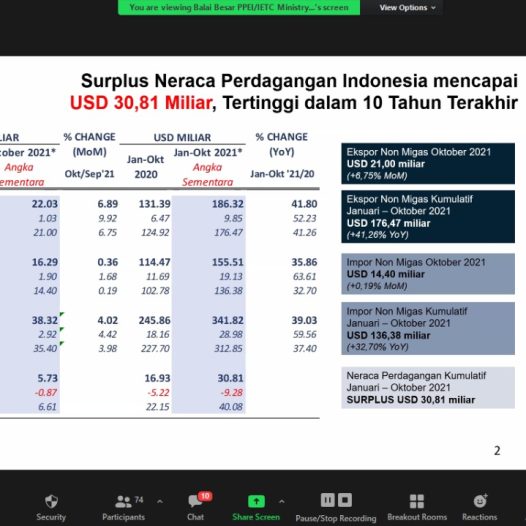 You are viewing Balai Besar PPEI/IETC Ministry...'s screen View Options
Surplus Neraca Perdagangan Indonesia mencapai
USD 30,81 Miliar, Tertinggi dalam 10 Tahun Terakhir
LIAR % CHANGE USD MILIAR % CHANGE
tober 2021* (MoM) Jan-Okt Jan-Okt 2021* (YoY)
Angka 2020 Angka
Sementara Okt/Sep'21 Sementara Jan-Okt '21/20
22.03 6.89 131.39 186.32 41.80
1.03 9.92 6.47 9.85 52.23
21.00 6.75 124.92 176.47 41.26
16.29 0.36 114.47 155.51 35.86
1.90 1.68 11.69 19.13 63.61
14.40 0.19 102.78 136.38 32.70
38.32 4.02 245.86 341.82 39.03
2.92 4.42 18.16 28.98 59.56
35.40 3.98 227.70 312.85 37.40
5.73 16.93 30.81
-0.87 -5.22 -9.28
6.61 22.15 40.08
Ekspor Non Migas Oktober 2021
USD 21,00 miliar
(+6,75% MoM)
Ekspor Non Migas Kumulatif
Januari – Oktober 2021
USD 176,47 miliar
(+41,26% YoY)
Impor Non Migas Oktober 2021
USD 14,40 miliar
(+0,19% MoM)
Impor Non Migas Kumulatif
Januari – Oktober 2021
USD 136,38 miliar
(+32,70% YoY)
Neraca Perdagangan Kumulatif
Januari – Oktober 2021
SURPLUS USD 30,81 miliar
2
74 10
Security Participants Chat Share Screen Pause/Stop Recording Breakout Rooms Reactions